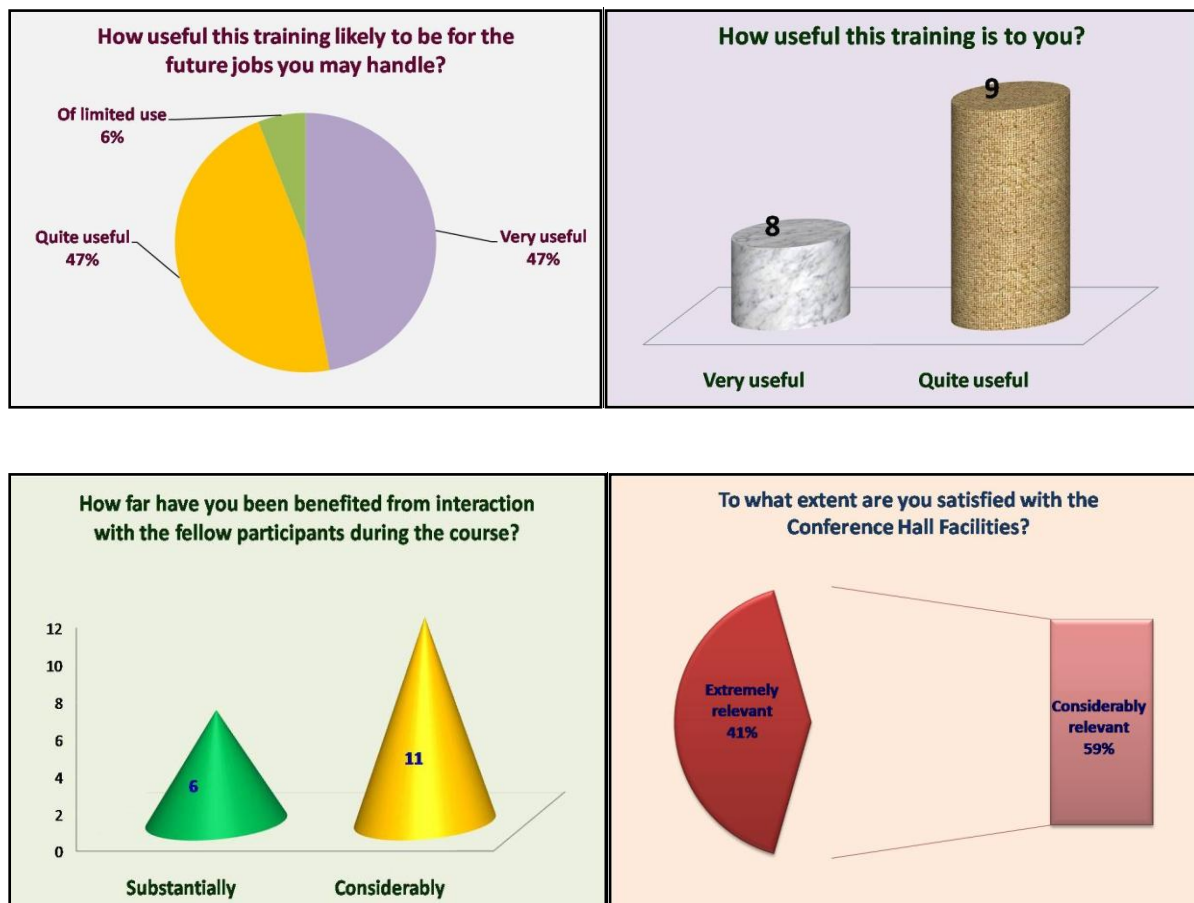 How useful this training likely to be for the
future jobs you may handle?
Of limited use
6%
Quite useful
47%
Very useful
47%
How useful this training is to you?
8
9
Very useful
Quite useful
How far have you been benefited from interaction
with the fellow participants during the course?
12
10
8
6
4
2
0
6
11
Substantially
Considerably
To what extent are you satisfied with the
Conference Hall Facilities?
Extremely
relevant
41%
Considerably
relevant
59%